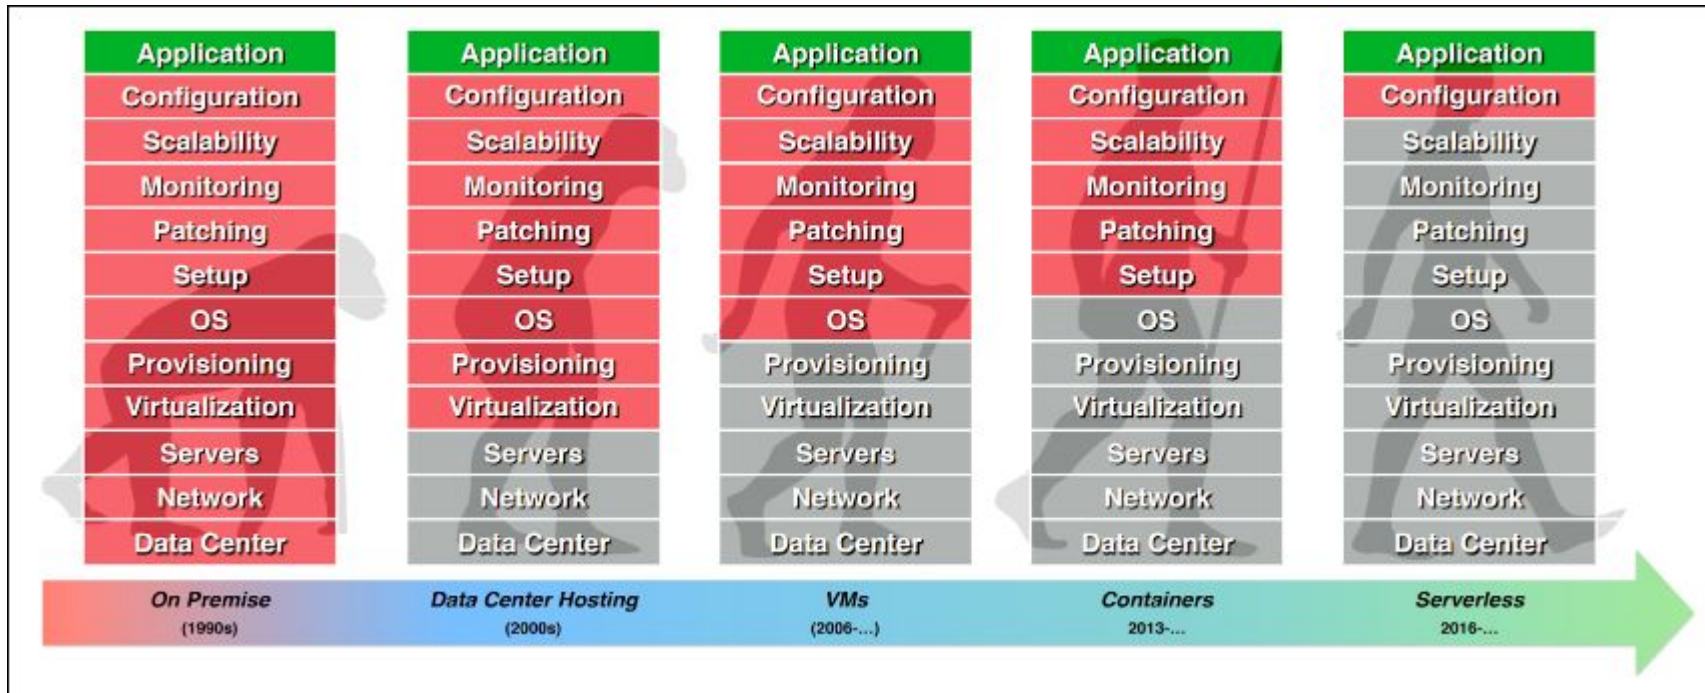 Application
Configuration
Scalability
Monitoring
Patching
Setup
OS
Provisioning
Virtualization
Servers
Network
Data Center
On Premise
(1990s)
Application
Configuration
Scalability
Monitoring
Patching
Setup
OS
Provisioning
Virtualization
Servers
Network
Data Center
Data Center Hosting
(2000s)
Application
Configuration
Scalability
Monitoring
Patching
Setup
OS
Provisioning
Virtualization
Servers
Network
Data Center
VMs
(2006-...)
Application
Configuration
Scalability
Monitoring
Patching
Setup
OS
Provisioning
Virtualization
Servers
Network
Data Center
Containers
2013-...
Application
Configuration
Scalability
Monitoring
Patching
Setup
OS
Provisioning
Virtualization
Servers
Network
Data Center
Serverless
2016-...